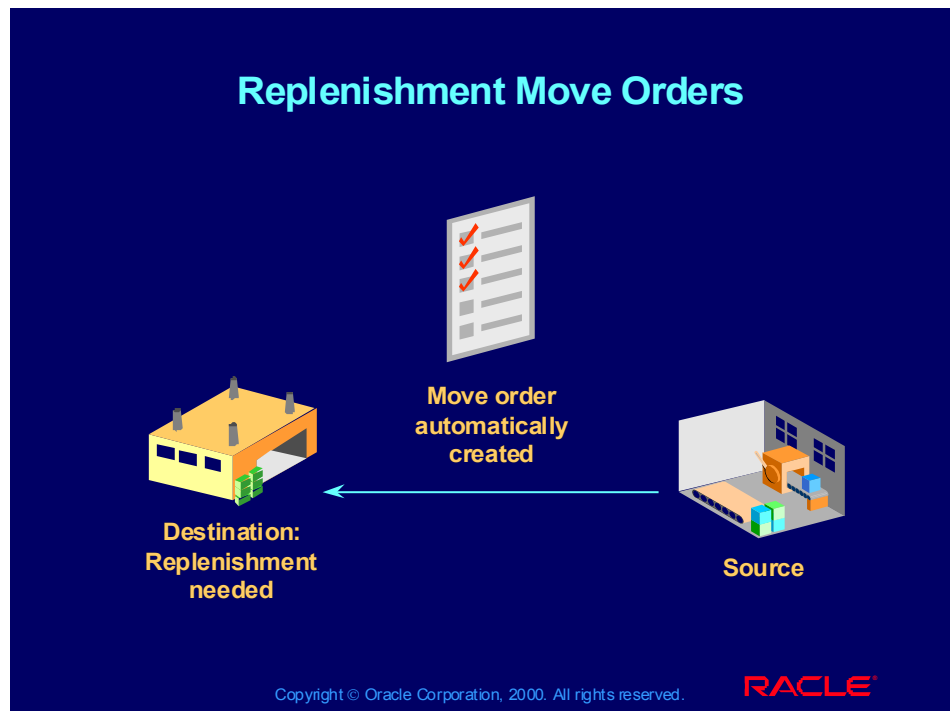 Replenishment Move Orders
Move order
automatically
created
Destination:
Replenishment
needed
Source
Copyright © Oracle Corporation, 2000. All rights reserved.
RACLE